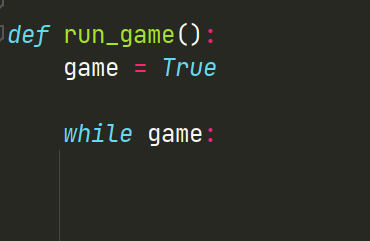 def run_game():
    game = True
    while game: